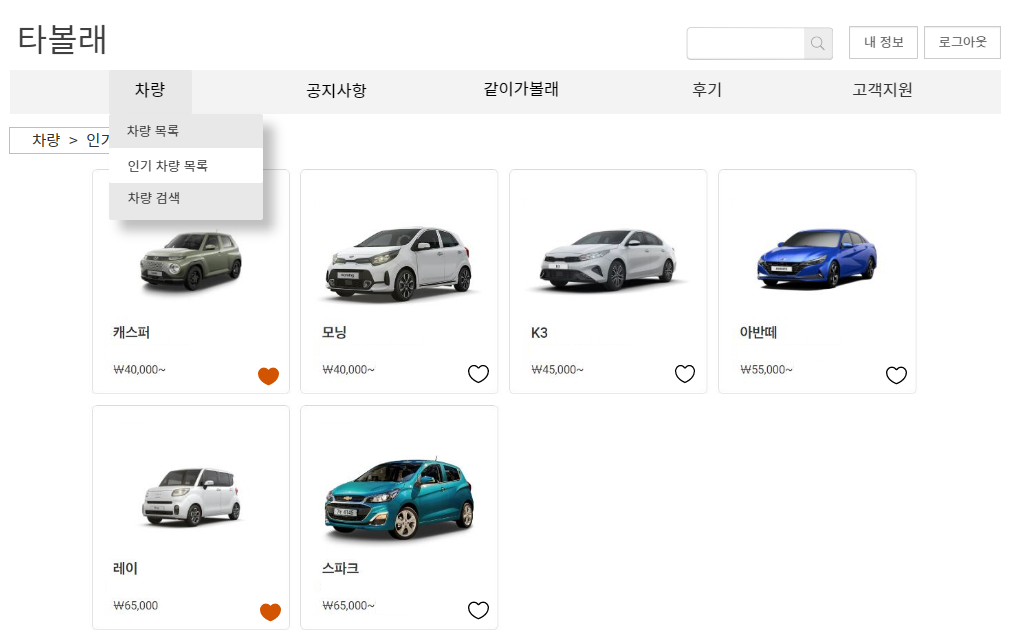 타볼래
내 정보
로그아웃
차량
공지사항
같이가볼래
후기
고객지원
차량 목록
차량 > 인기
인기 차량 목록
차량 검색
캐스퍼
₩40,000~
모닝
₩40,000~
K3
₩45,000~
아반떼
₩55,000~
레이
₩65,000
스파크
₩65,000~